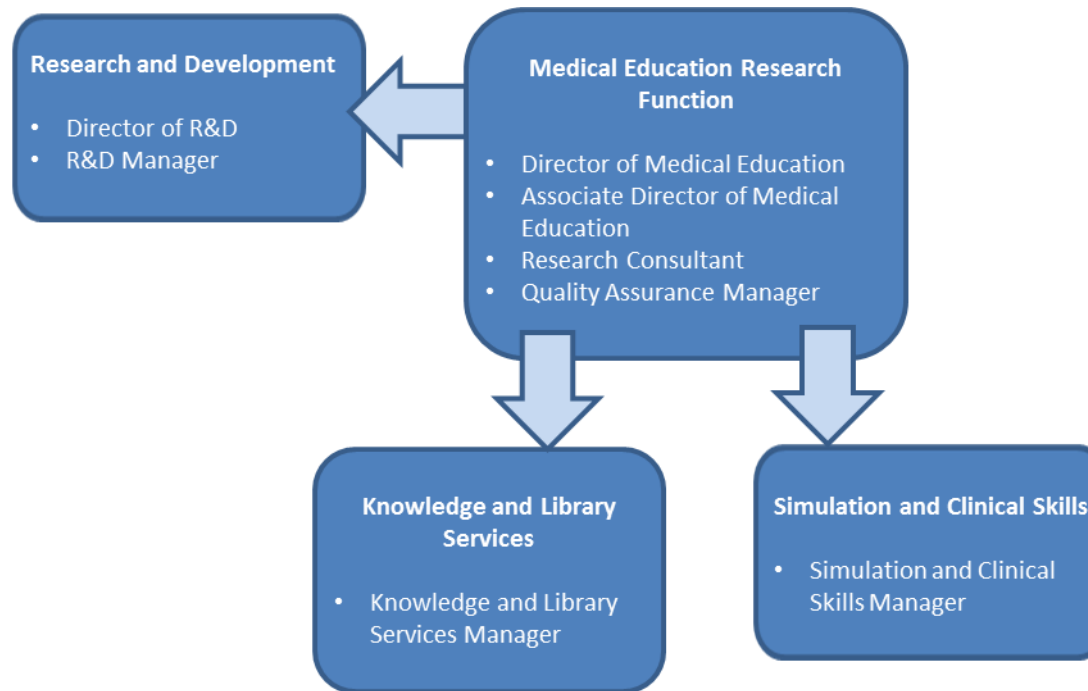 Research and Development
• Director of R&D
• R&D Manager
Medical Education Research
Function
• Director of Medical Education
• Associate Director of Medical
Education
• Research Consultant
• Quality Assurance Manager
Knowledge and Library
Services
• Knowledge and Library
Services Manager
Simulation and Clinical Skills
• Simulation and Clinical
Skills Manager